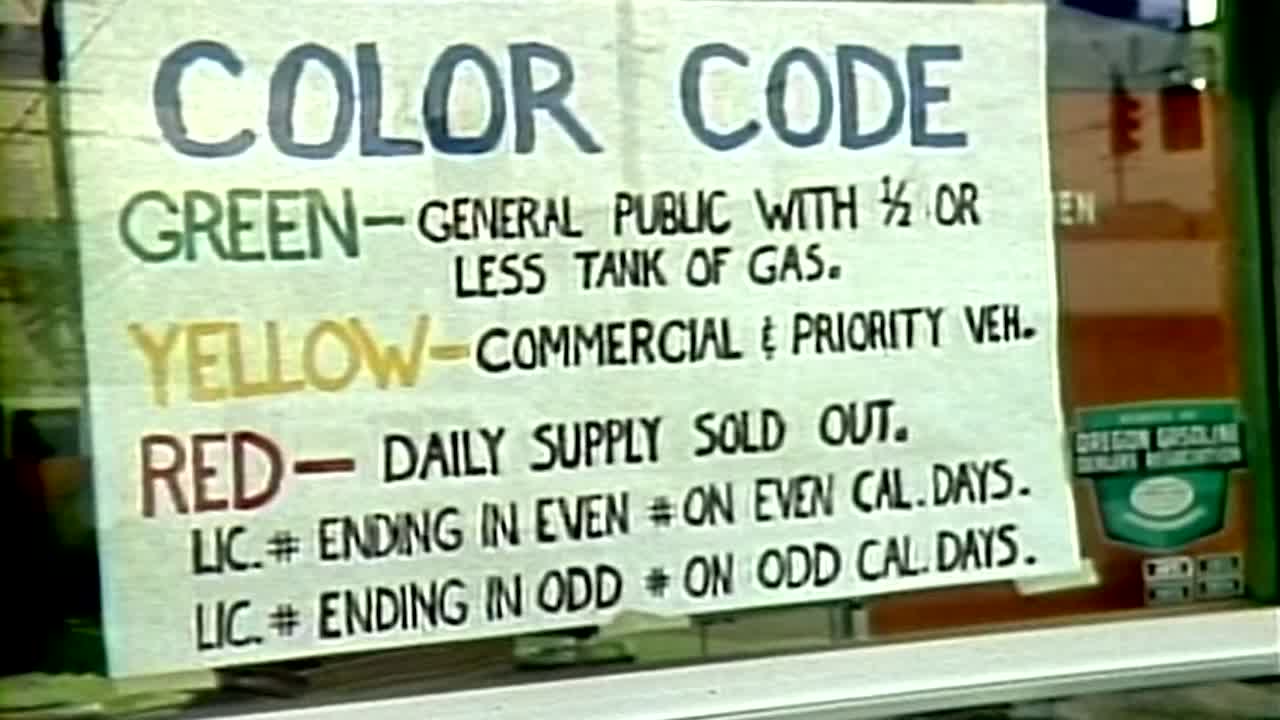 COLOR CODE
GREEN- GENERAL PUBLIC WITH ½ OR
LESS TANK OF GAS.
YELLOW- COMMERCIAL & PRIORITY VEH.
RED- DAILY SUPPLY SOLD OUT.
LIC. # ENDING IN EVEN # ON EVEN CAL. DAYS.
LIC. # ENDING IN ODD # ON ODD CAL. DAYS.
EN
OREGON GASOLINE
DEALERS ASSOCIATION